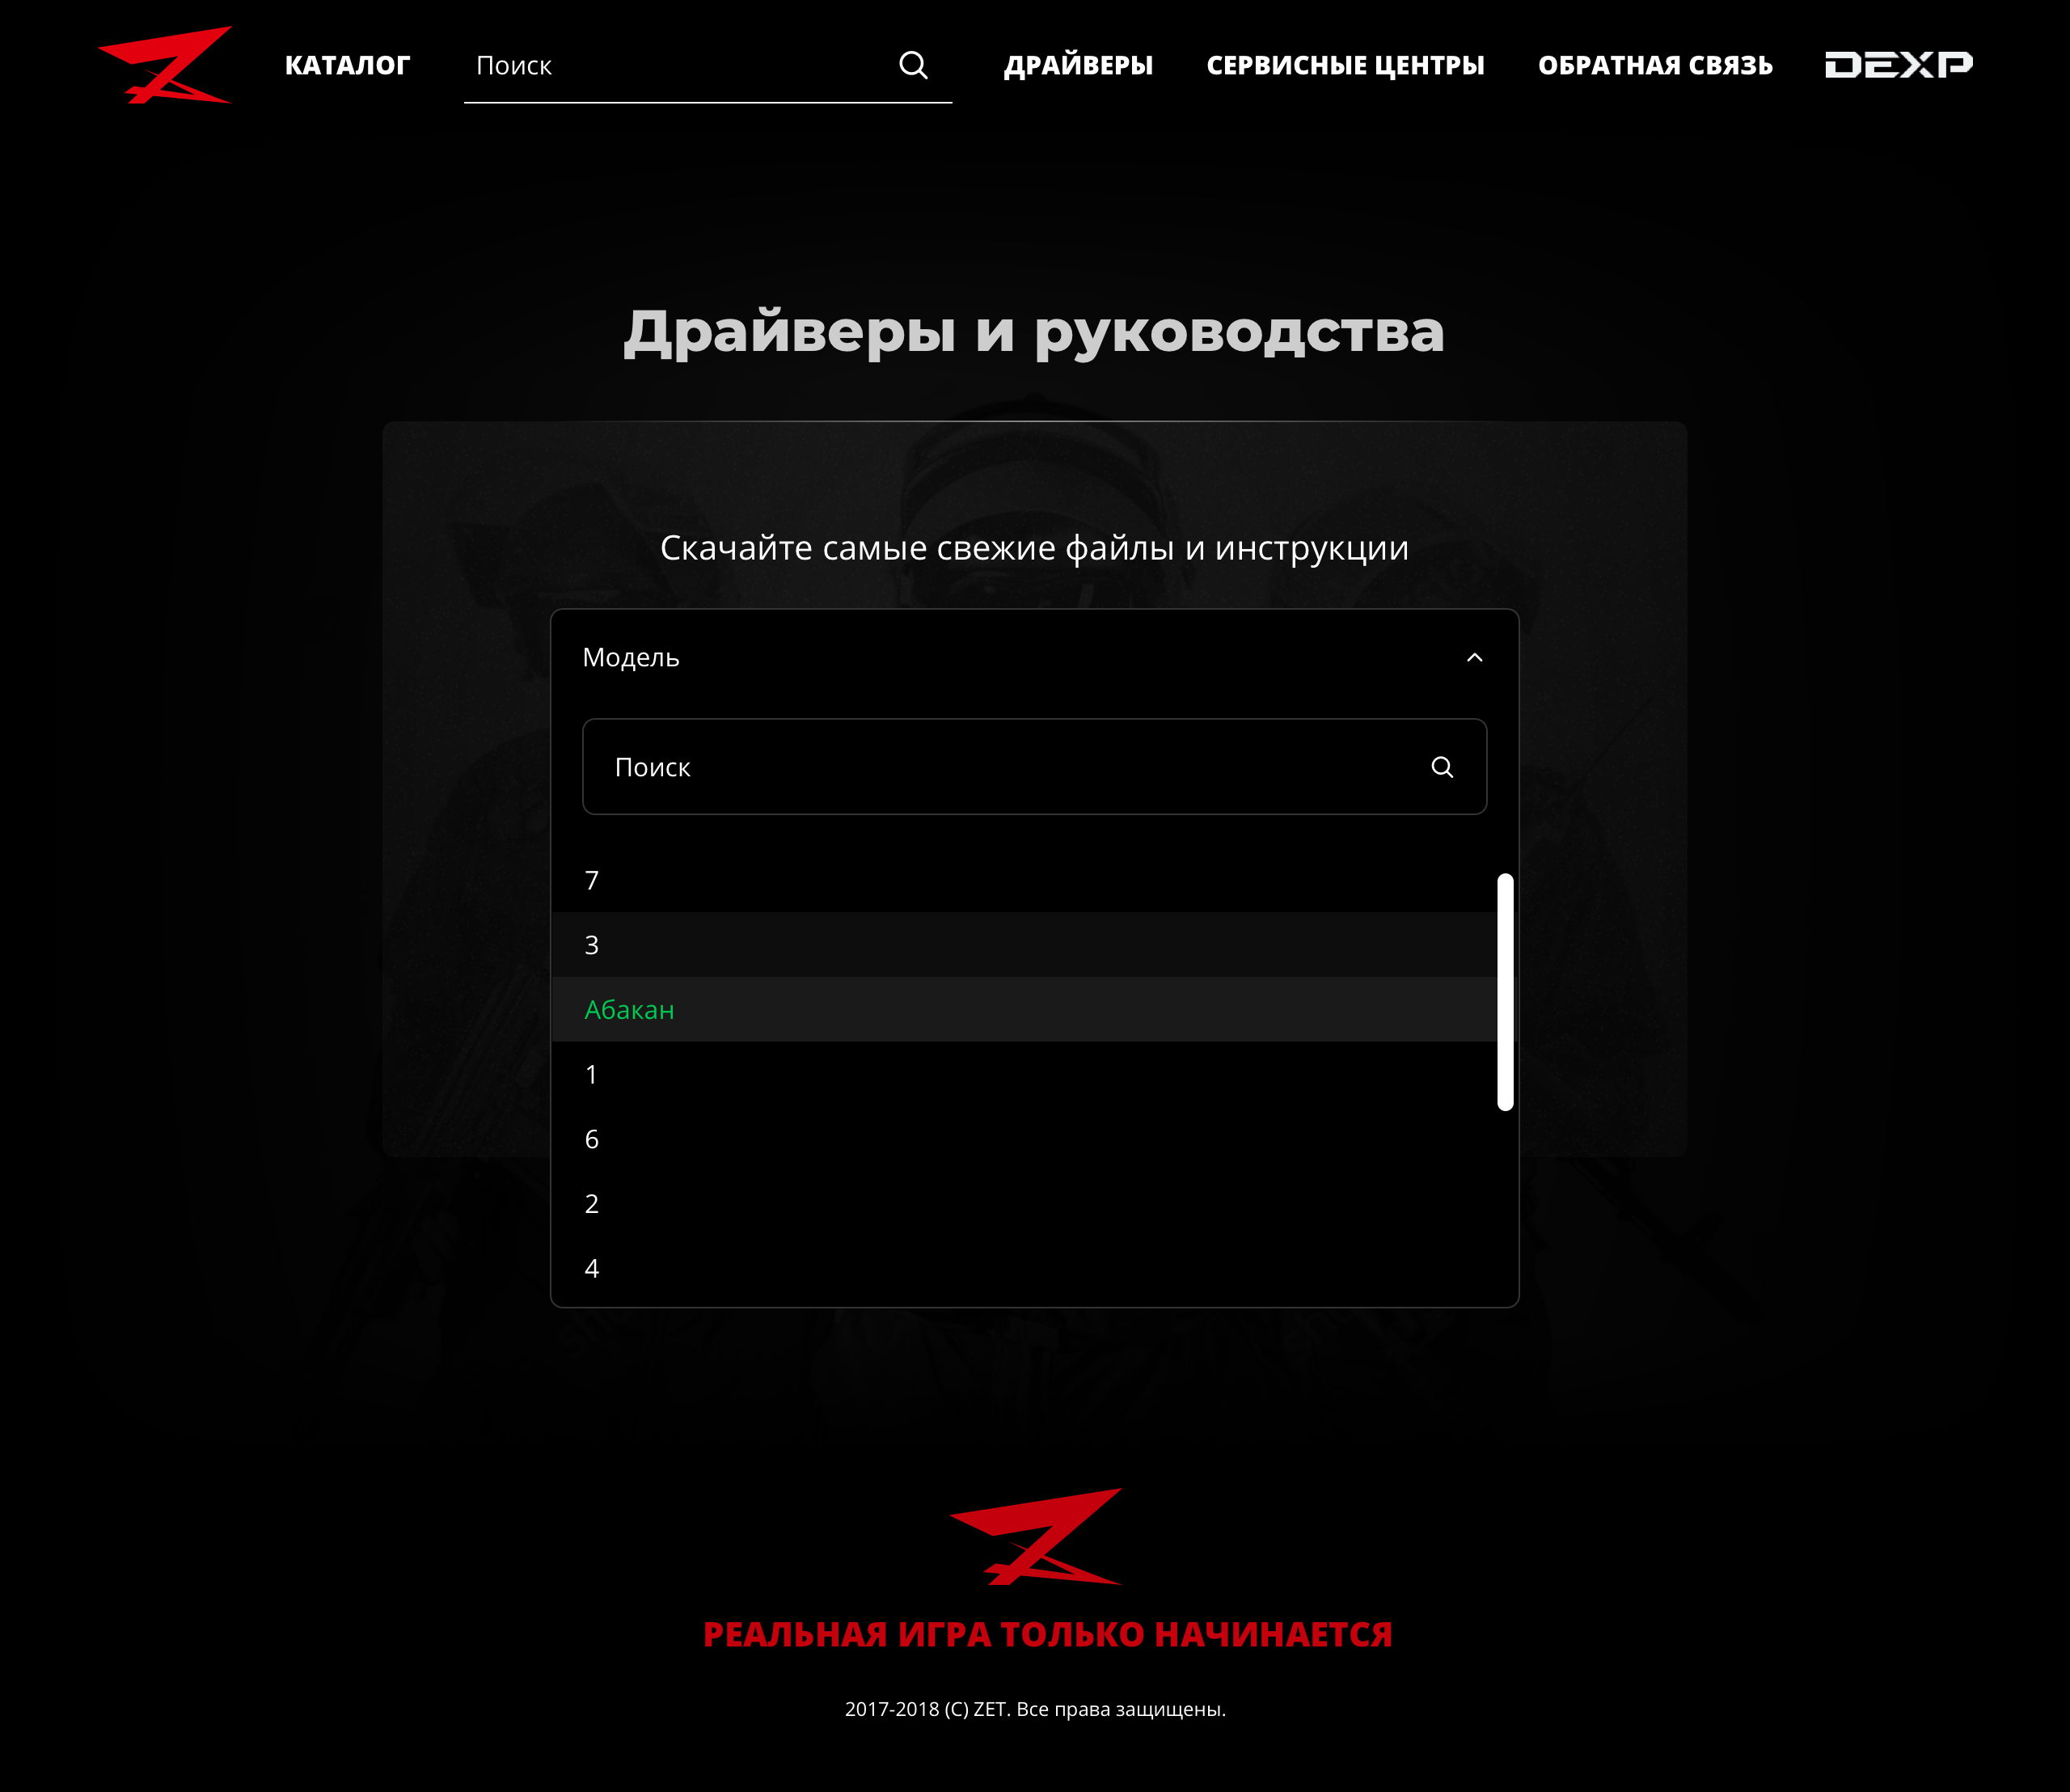 КАТАЛОГ
Поиск
ДРАЙВЕРЫ
СЕРВИСНЫЕ ЦЕНТРЫ
ОБРАТНАЯ СВЯЗЬ
DEXP
Драйверы и руководства
Скачайте самые свежие файлы и инструкции
Модель
Поиск
7
3
Абакан
1
6
2
4
РЕАЛЬНАЯ ИГРА ТОЛЬКО НАЧИНАЕТСЯ
2017-2018 (C) ZET. Все права защищены.